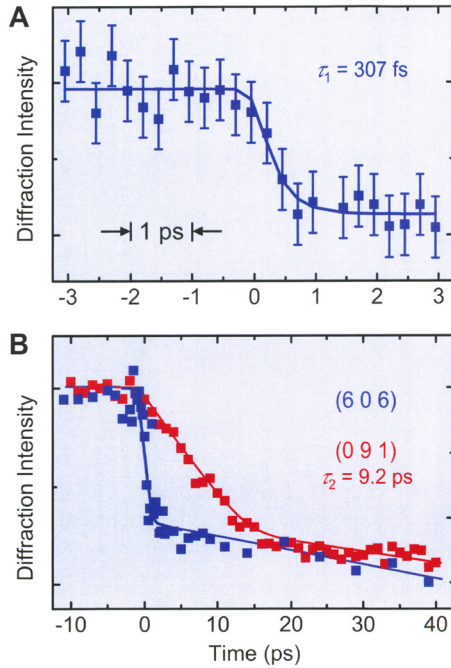 A
Diffraction Intensity
τ₁ = 307 fs
1 ps
-3 -2 -1 0 1 2 3
B
Diffraction Intensity
(6 0 6)
(0 9 1)
τ₂ = 9.2 ps
-10 0 10 20 30 40
Time (ps)